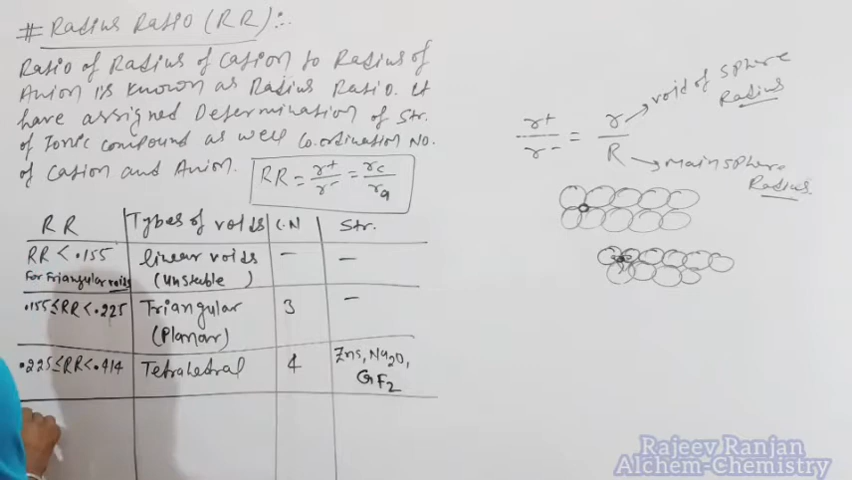 # Radius Ratio (RR):-
Ratio of Radius of Cation to Radius of
Anion is known as Radius Ratio. It
have assigned Determination of Str.
of Ionic compound as well Co.ordination No.
of Cation and Anion.
RR = r+/r- = rc/ra
r+/r- = r/R
void of sphere
Radius
main sphere
Radius.
RR Types of voids C.N Str.
RR < .155 linear voids — —
For Triangular voids (Unstable )
.155≤RR<.225 Triangular 3 —
(Planar)
.225≤RR<.414 Tetrahedral 4 ZnS, Na2O,
GF2
Rajeev Ranjan
Alchem-Chemistry